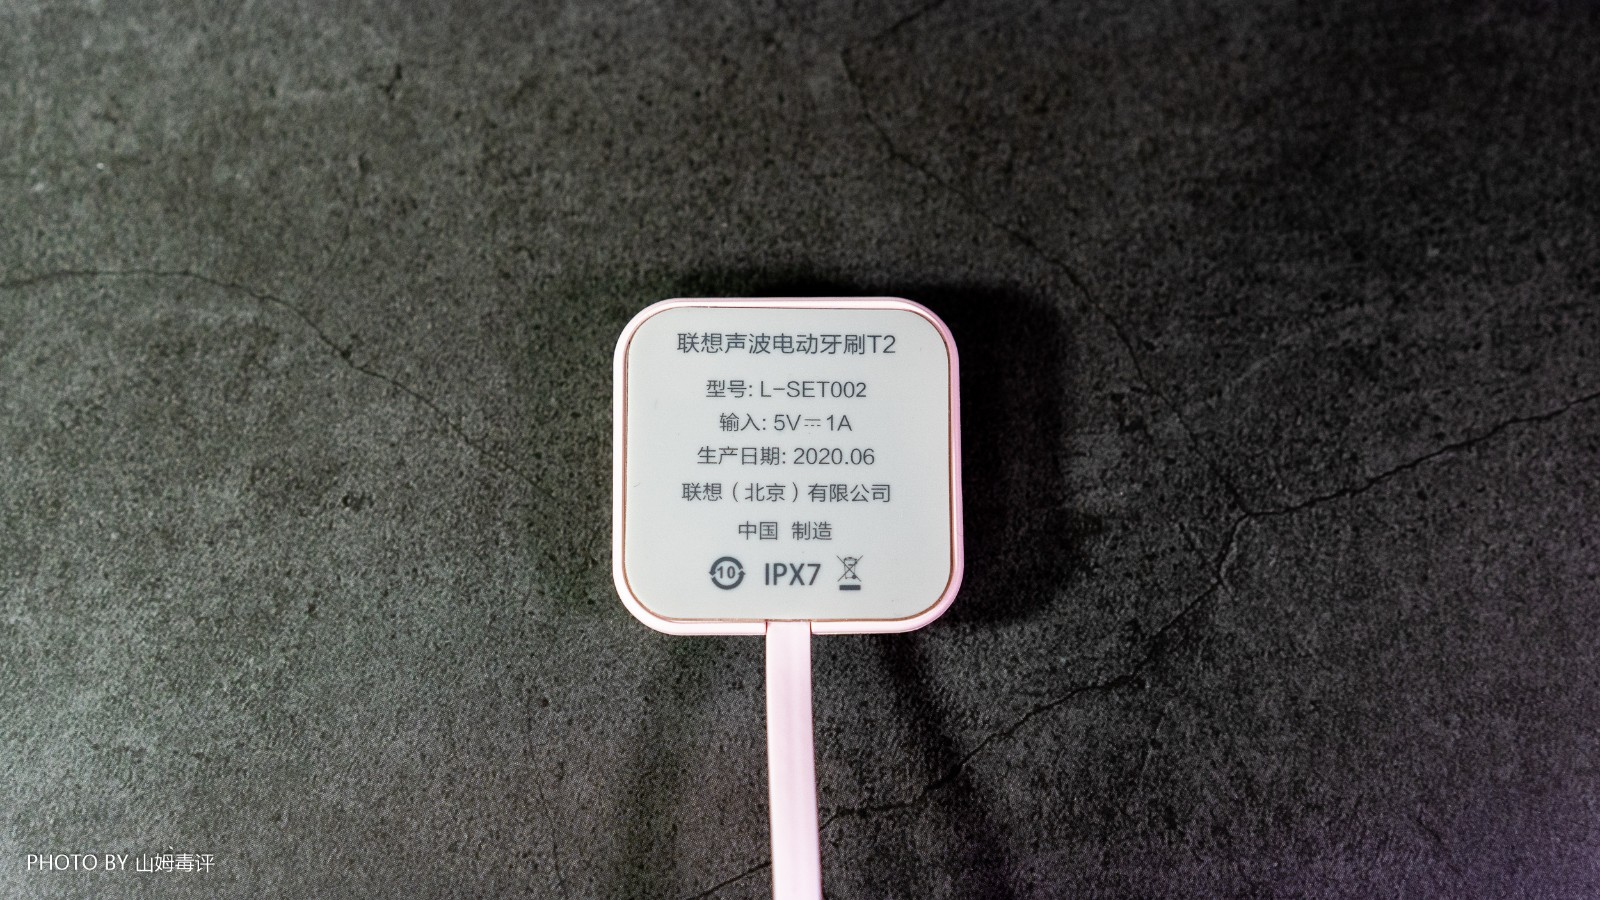 联想声波电动牙刷T2
型号: L-SET002
输入: 5V⎓1A
生产日期: 2020.06
联想（北京）有限公司
中国 制造
10 IPX7
PHOTO BY 山姆毒评